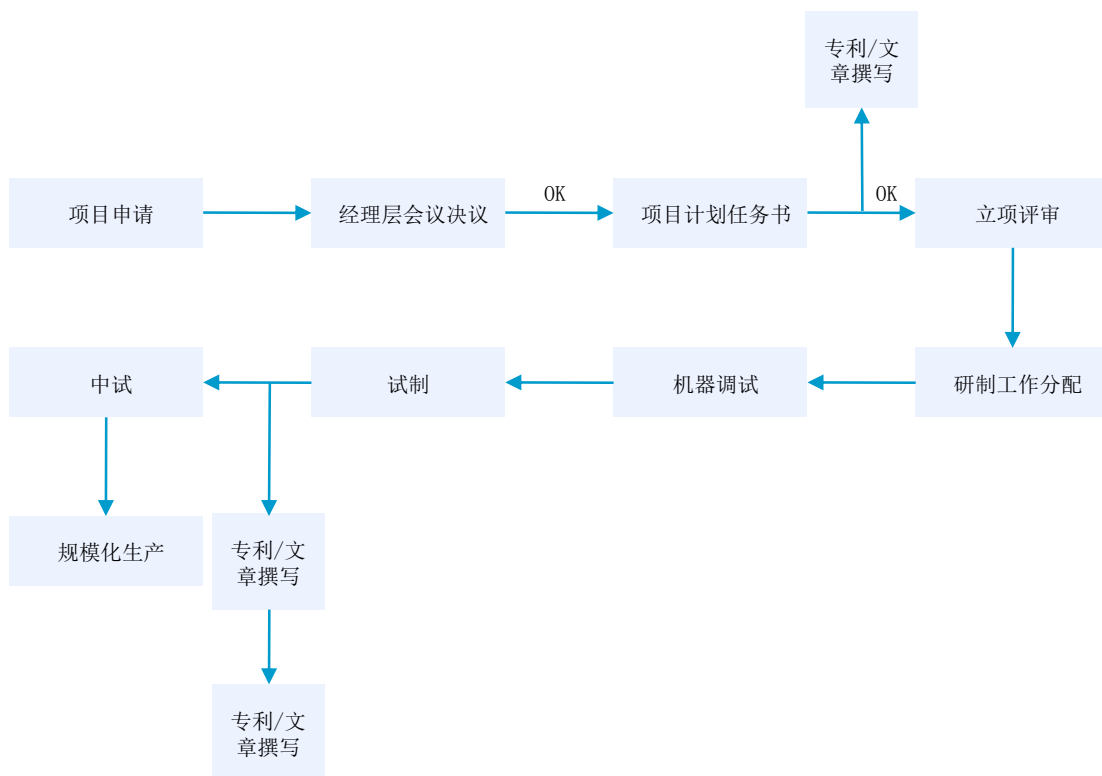 专利/文
章撰写
项目申请
经理层会议决议
OK
项目计划任务书
OK
立项评审
中试
试制
机器调试
研制工作分配
规模化生产
专利/文
章撰写
专利/文
章撰写